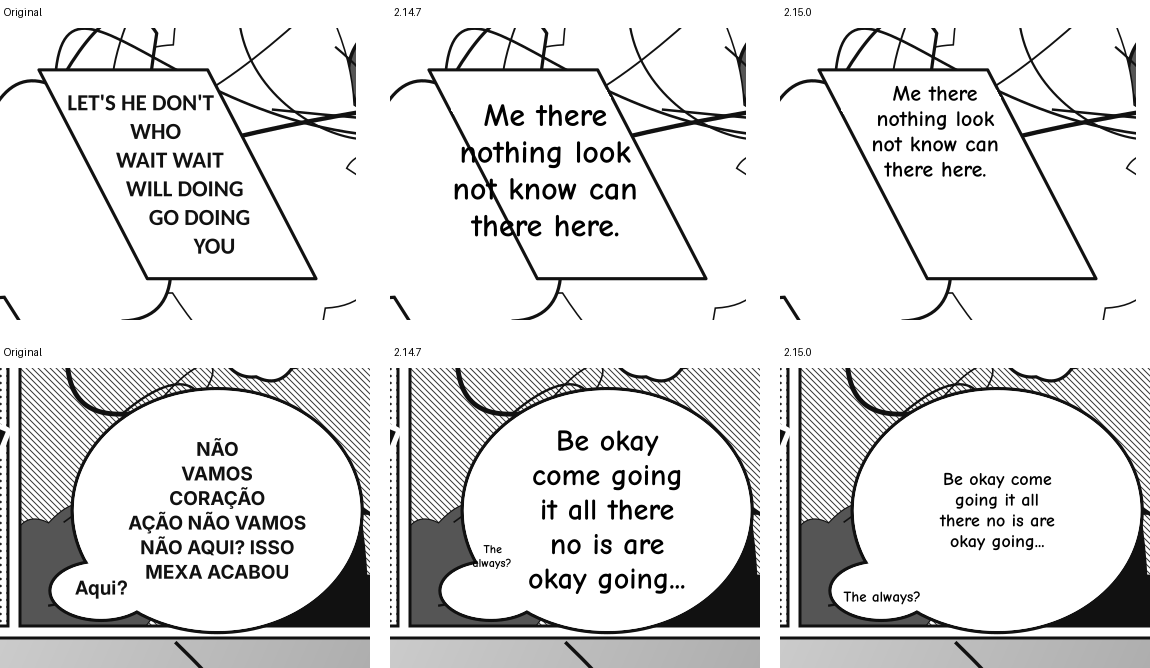 Original
2.14.7
2.15.0
LET'S HE DON'T
WHO
WAIT WAIT
WILL DOING
GO DOING
YOU
Me there
nothing look
not know can
there here.
Me there
nothing look
not know can
there here.
Original
2.14.7
2.15.0
NÃO
VAMOS
CORAÇÃO
AÇÃO NÃO VAMOS
NÃO AQUI? ISSO
MEXA ACABOU
Aqui?
Be okay
come going
it all there
no is are
okay going...
The
always?
Be okay come
going it all
there no is are
okay going...
The always?